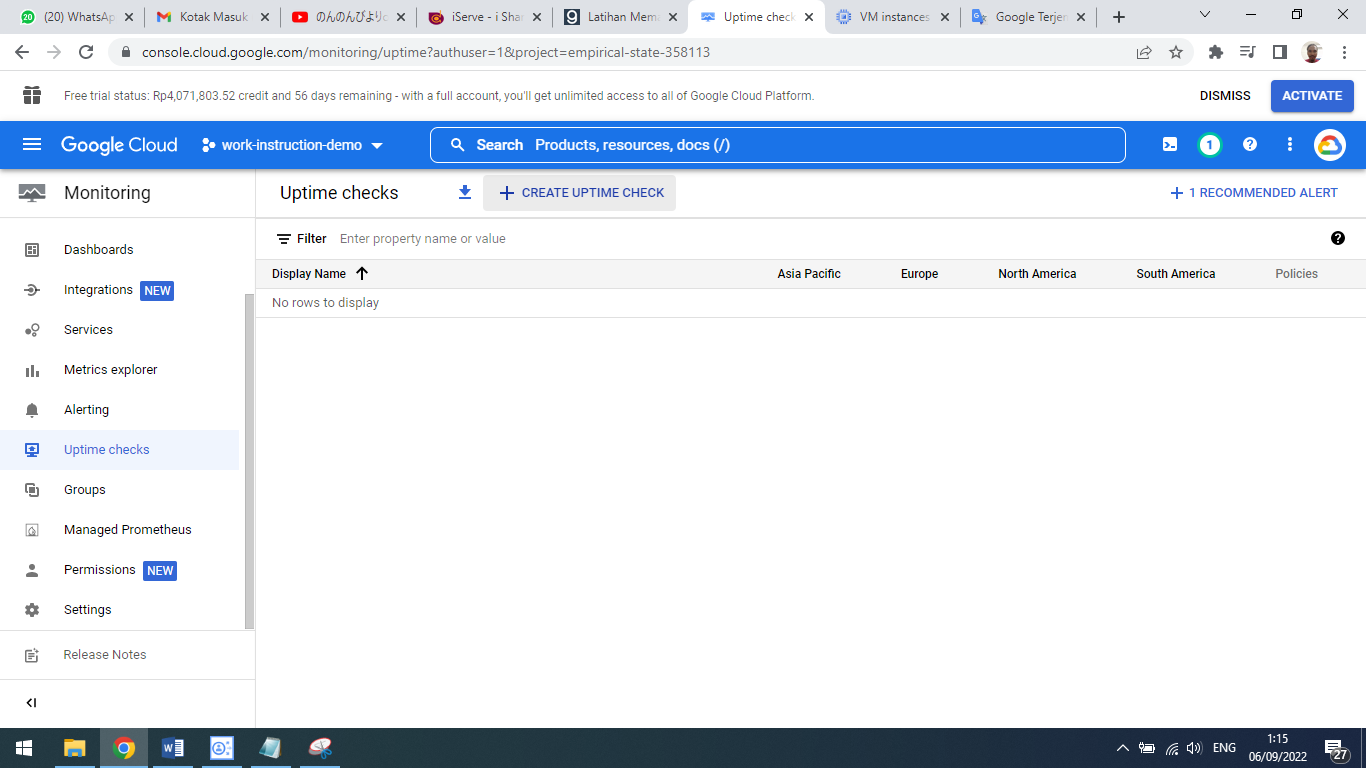 (20) WhatsAp
Kotak Masuk
のんのんびより
iServe - i Shar
Latihan Mema
Uptime check
VM instances
Google Terjem
console.cloud.google.com/monitoring/uptime?authuser=1&project=empirical-state-358113
Free trial status: Rp4,071,803.52 credit and 56 days remaining - with a full account, you'll get unlimited access to all of Google Cloud Platform.
DISMISS
ACTIVATE
Google Cloud
work-instruction-demo
Search Products, resources, docs (/)
1
Monitoring
Uptime checks
CREATE UPTIME CHECK
1 RECOMMENDED ALERT
Filter Enter property name or value
Display Name
Asia Pacific
Europe
North America
South America
Policies
No rows to display
Dashboards
Integrations NEW
Services
Metrics explorer
Alerting
Uptime checks
Groups
Managed Prometheus
Permissions NEW
Settings
Release Notes
ENG
1:15
06/09/2022
27